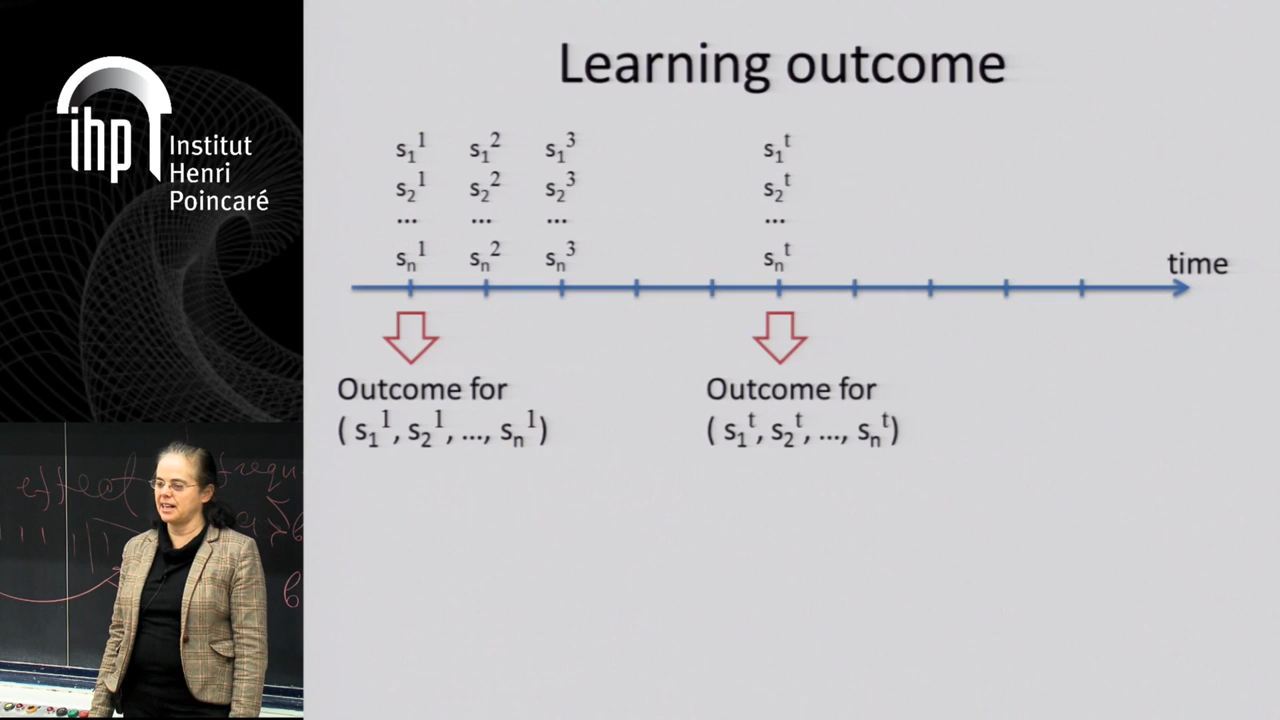 ihp
Institut
Henri
Poincaré
Learning outcome
s₁¹ s₁² s₁³ s₁ᵗ
s₂¹ s₂² s₂³ s₂ᵗ
... ... ... ...
sₙ¹ sₙ² sₙ³ sₙᵗ
time
Outcome for Outcome for
( s₁¹, s₂¹, ..., sₙ¹) ( s₁ᵗ, s₂ᵗ, ..., sₙᵗ)
effect